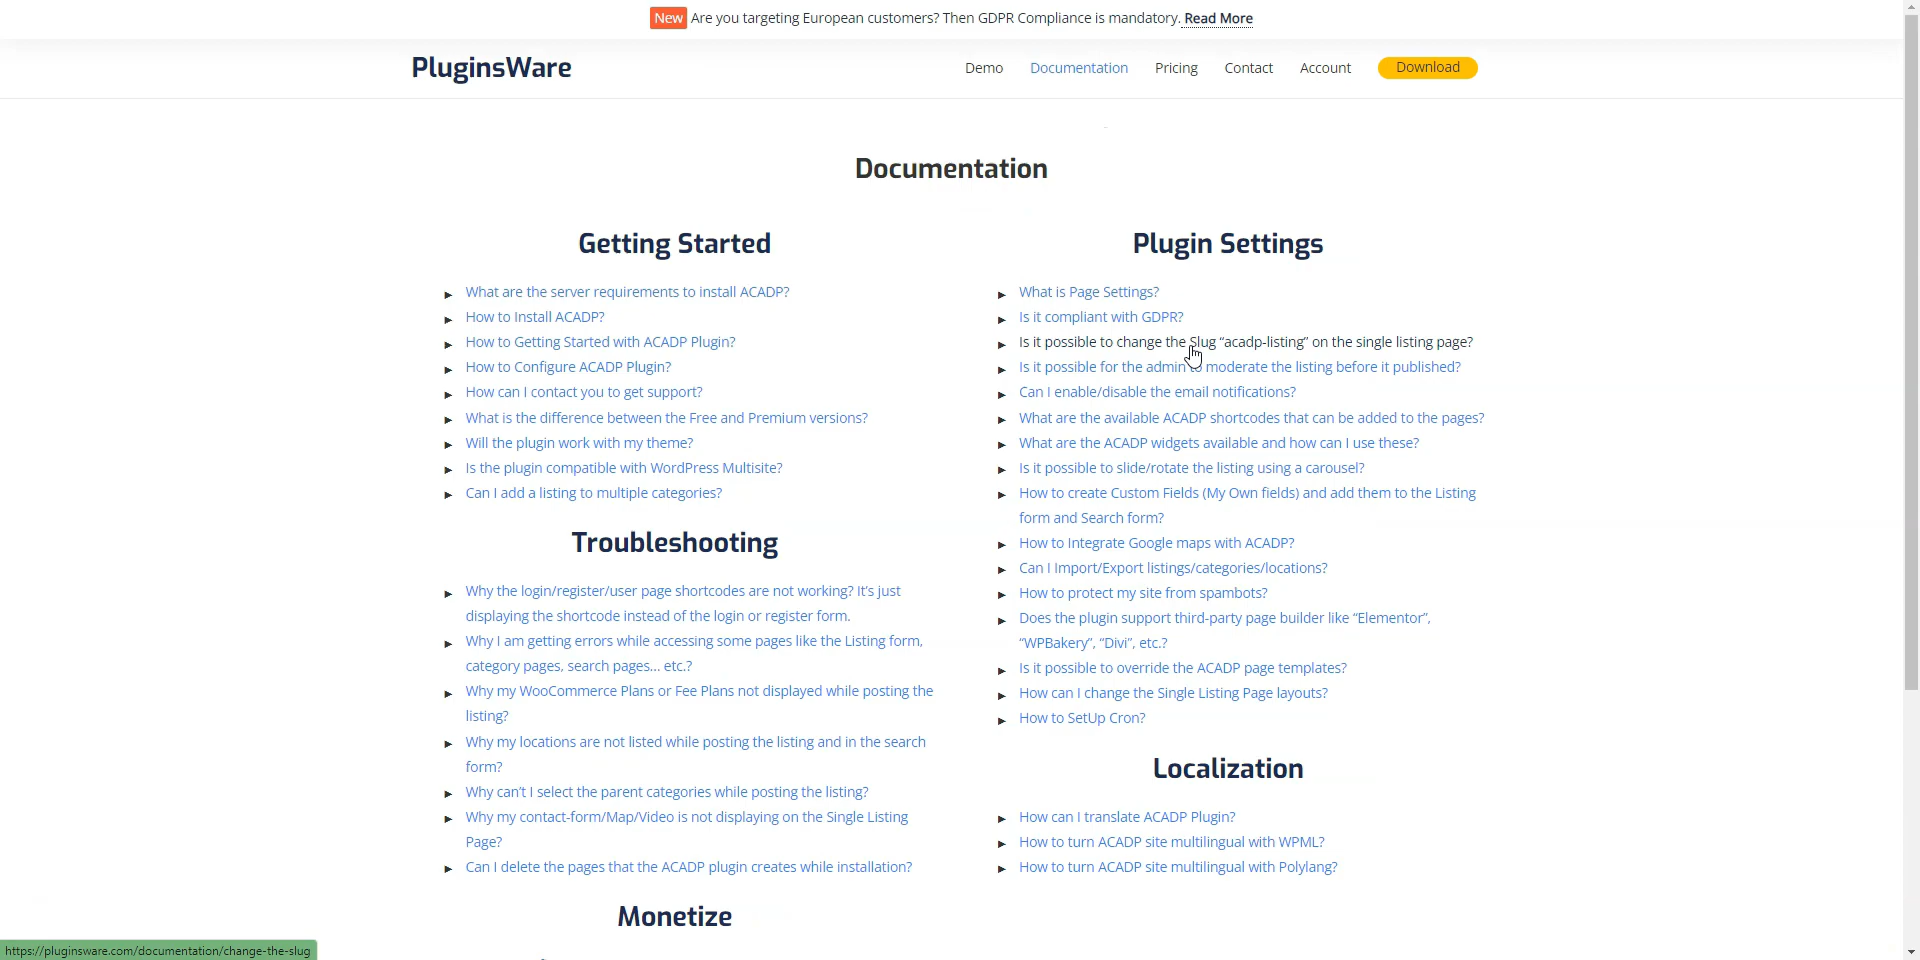 New Are you targeting European customers? Then GDPR Compliance is mandatory. Read More
PluginsWare
Demo Documentation Pricing Contact Account Download
Documentation
Getting Started
What are the server requirements to install ACADP?
How to Install ACADP?
How to Getting Started with ACADP Plugin?
How to Configure ACADP Plugin?
How can I contact you to get support?
What is the difference between the Free and Premium versions?
Will the plugin work with my theme?
Is the plugin compatible with WordPress Multisite?
Can I add a listing to multiple categories?
Troubleshooting
Why the login/register/user page shortcodes are not working? It’s just
displaying the shortcode instead of the login or register form.
Why I am getting errors while accessing some pages like the Listing form,
category pages, search pages… etc.?
Why my WooCommerce Plans or Fee Plans not displayed while posting the
listing?
Why my locations are not listed while posting the listing and in the search
form?
Why can’t I select the parent categories while posting the listing?
Why my contact-form/Map/Video is not displaying on the Single Listing
Page?
Can I delete the pages that the ACADP plugin creates while installation?
Monetize
Plugin Settings
What is Page Settings?
Is it compliant with GDPR?
Is it possible to change the Slug “acadp-listing” on the single listing page?
Is it possible for the admin to moderate the listing before it published?
Can I enable/disable the email notifications?
What are the available ACADP shortcodes that can be added to the pages?
What are the ACADP widgets available and how can I use these?
Is it possible to slide/rotate the listing using a carousel?
How to create Custom Fields (My Own fields) and add them to the Listing
form and Search form?
How to Integrate Google maps with ACADP?
Can I Import/Export listings/categories/locations?
How to protect my site from spambots?
Does the plugin support third-party page builder like “Elementor”,
“WPBakery”, “Divi”, etc.?
Is it possible to override the ACADP page templates?
How can I change the Single Listing Page layouts?
How to SetUp Cron?
Localization
How can I translate ACADP Plugin?
How to turn ACADP site multilingual with WPML?
How to turn ACADP site multilingual with Polylang?
https://pluginsware.com/documentation/change-the-slug